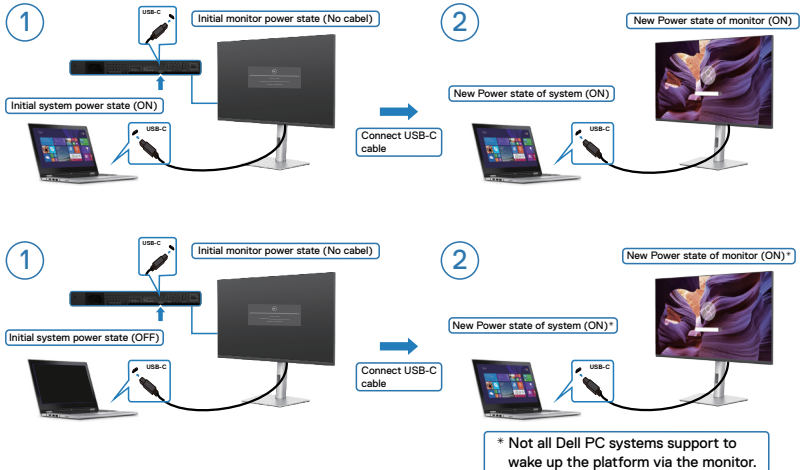 1
USB-C
Initial monitor power state (No cabel)
Initial system power state (ON)
USB-C
Connect USB-C
cable
2
New Power state of monitor (ON)
New Power state of system (ON)
USB-C
1
USB-C
Initial monitor power state (No cabel)
Initial system power state (OFF)
USB-C
Connect USB-C
cable
2
New Power state of monitor (ON)*
New Power state of system (ON)*
USB-C
* Not all Dell PC systems support to
wake up the platform via the monitor.